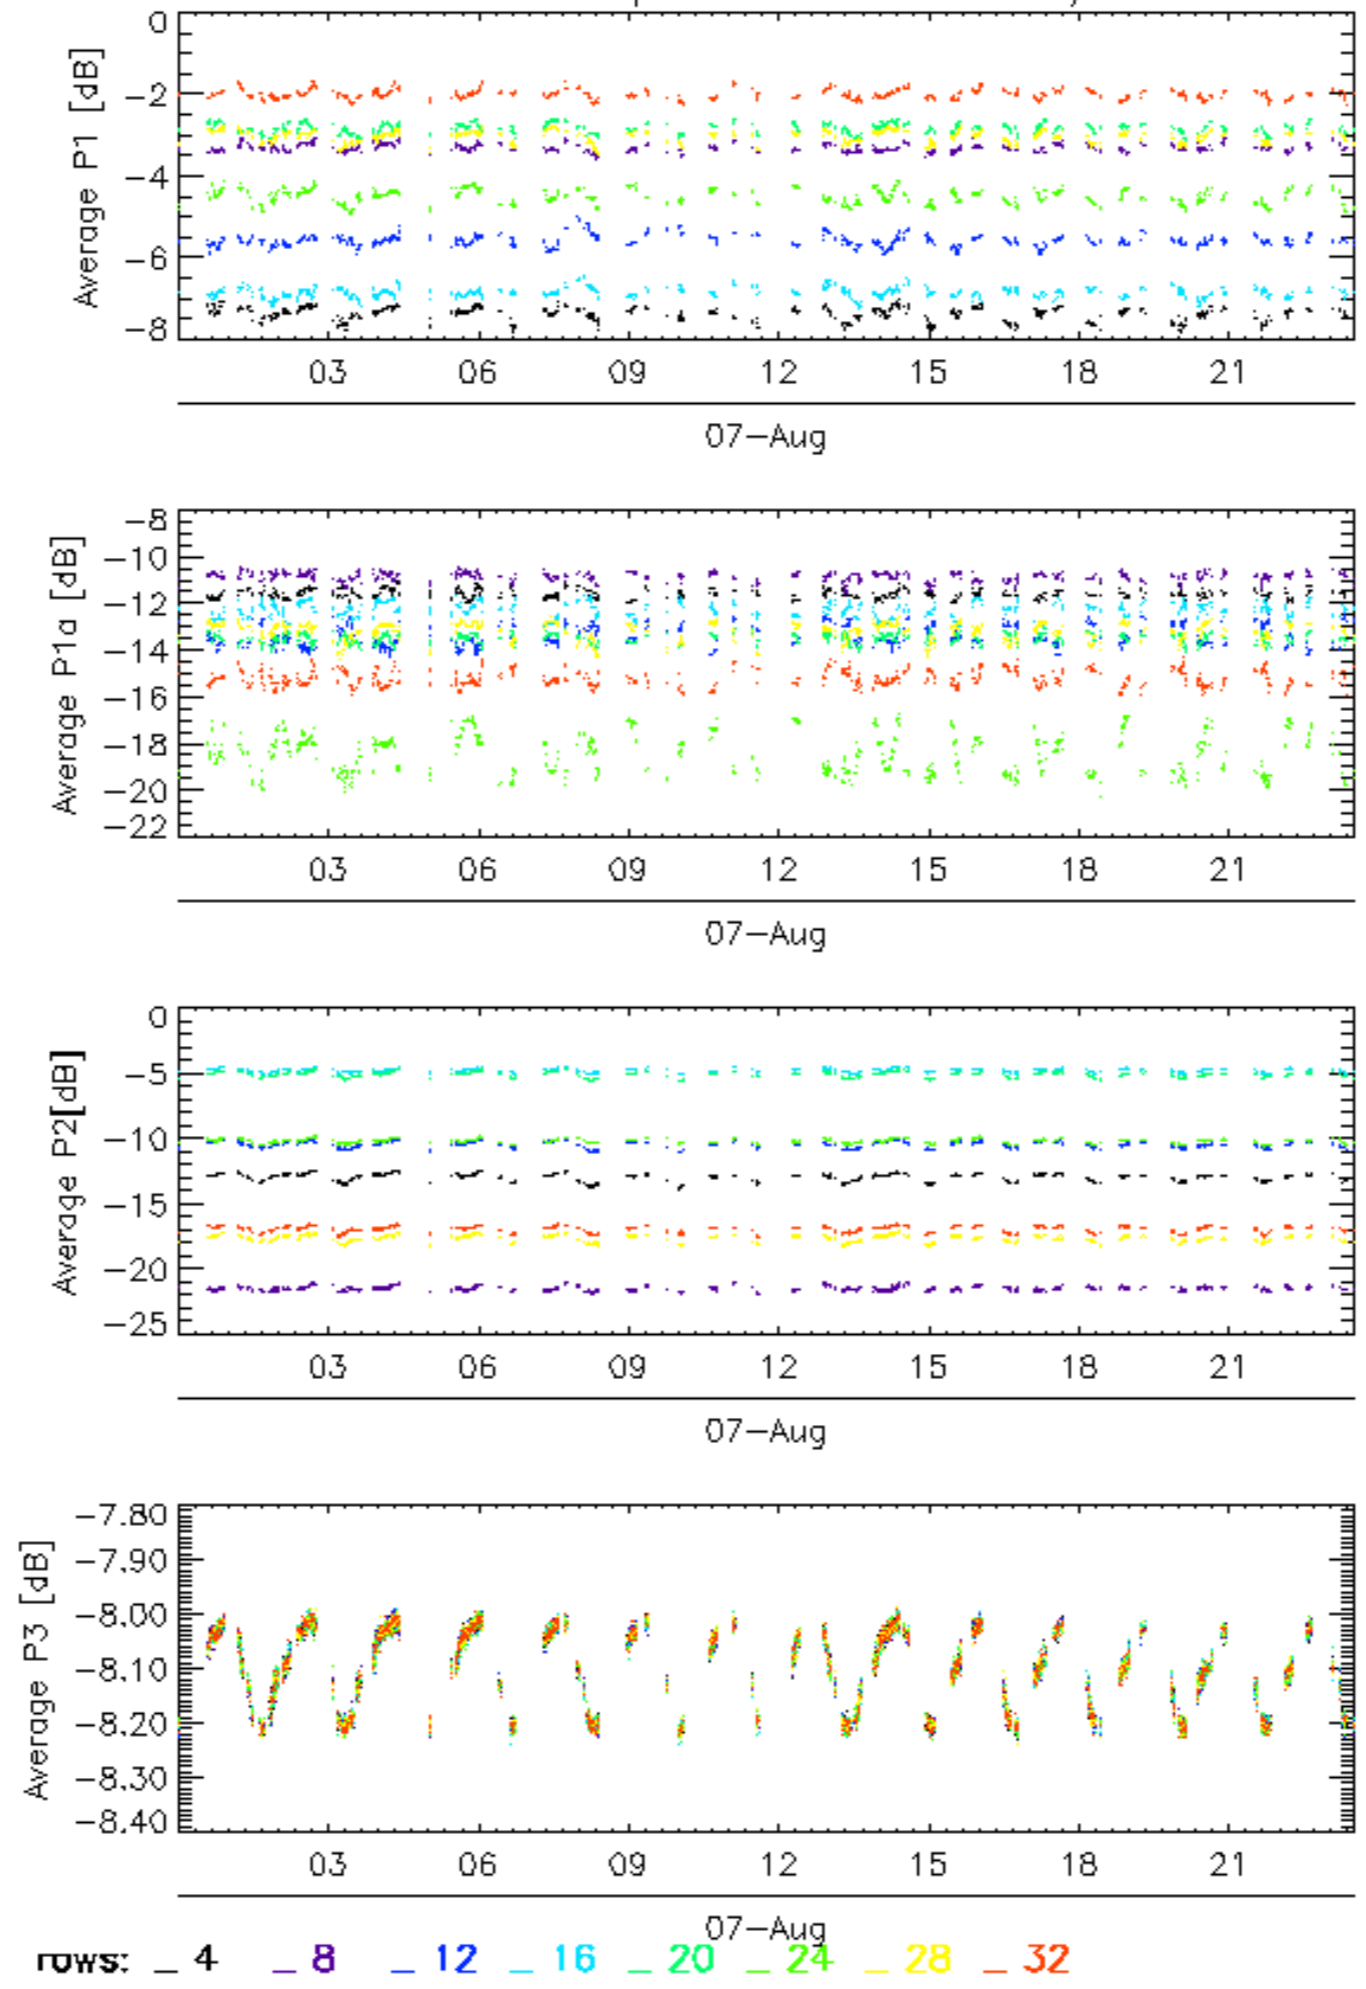 0
-2
-4
-6
-8
Average P1 [dB]
03 06 09 12 15 18 21
07-Aug
-8
-10
-12
-14
-16
-18
-20
-22
Average P1a [dB]
03 06 09 12 15 18 21
07-Aug
0
-5
-10
-15
-20
-25
Average P2[dB]
03 06 09 12 15 18 21
07-Aug
-7.80
-7.90
-8.00
-8.10
-8.20
-8.30
-8.40
Average P3 [dB]
03 06 09 12 15 18 21
07-Aug
rows: _ 4 _ 8 _ 12 _ 16 _ 20 _ 24 _ 28 _ 32